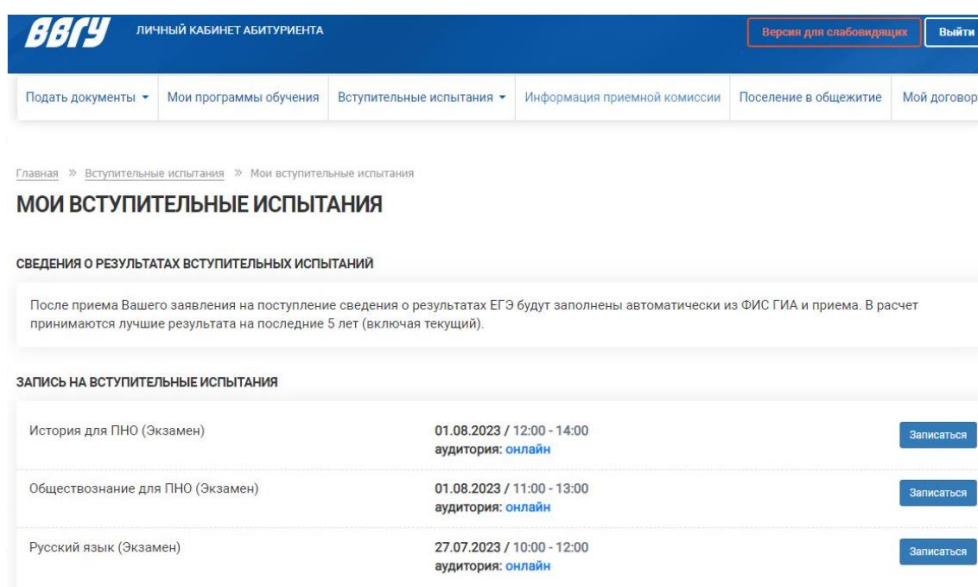 ВВГУ ЛИЧНЫЙ КАБИНЕТ АБИТУРИЕНТА Версия для слабовидящих Выйти
Подать документы Мои программы обучения Вступительные испытания Информация приемной комиссии Поселение в общежитие Мой договор
Главная » Вступительные испытания » Мои вступительные испытания
МОИ ВСТУПИТЕЛЬНЫЕ ИСПЫТАНИЯ
СВЕДЕНИЯ О РЕЗУЛЬТАТАХ ВСТУПИТЕЛЬНЫХ ИСПЫТАНИЙ
После приема Вашего заявления на поступление сведения о результатах ЕГЭ будут заполнены автоматически из ФИС ГИА и приема. В расчет
принимаются лучшие результата на последние 5 лет (включая текущий).
ЗАПИСЬ НА ВСТУПИТЕЛЬНЫЕ ИСПЫТАНИЯ
История для ПНО (Экзамен) 01.08.2023 / 12:00 - 14:00 Записаться
аудитория: онлайн
Обществознание для ПНО (Экзамен) 01.08.2023 / 11:00 - 13:00 Записаться
аудитория: онлайн
Русский язык (Экзамен) 27.07.2023 / 10:00 - 12:00 Записаться
аудитория: онлайн